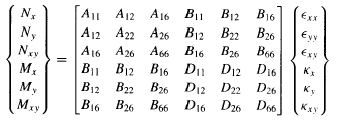 N_x N_y N_xy M_x M_y M_xy = 
A_11 A_12 A_16 B_11 B_12 B_16
A_12 A_22 A_26 B_12 B_22 B_26
A_16 A_26 A_66 B_16 B_26 B_66
B_11 B_12 B_16 D_11 D_12 D_16
B_12 B_22 B_26 D_12 D_22 D_26
B_16 B_26 B_66 D_16 D_26 D_66
ϵ_xx ϵ_yy ϵ_xy κ_x κ_y κ_xy